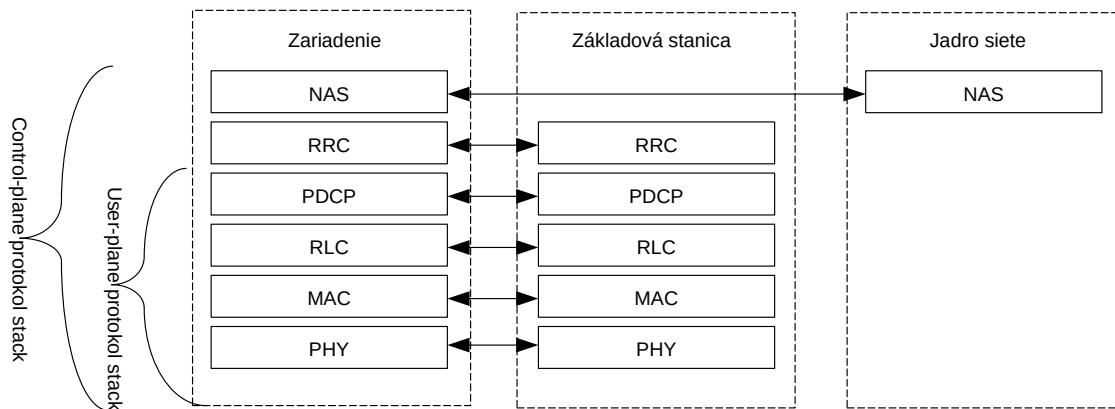 Zariadenie
Základová stanica
Jadro siete
NAS
NAS
RRC
RRC
PDCP
PDCP
RLC
RLC
MAC
MAC
PHY
PHY
Control-plane protokol stack
User-plane protokol stack